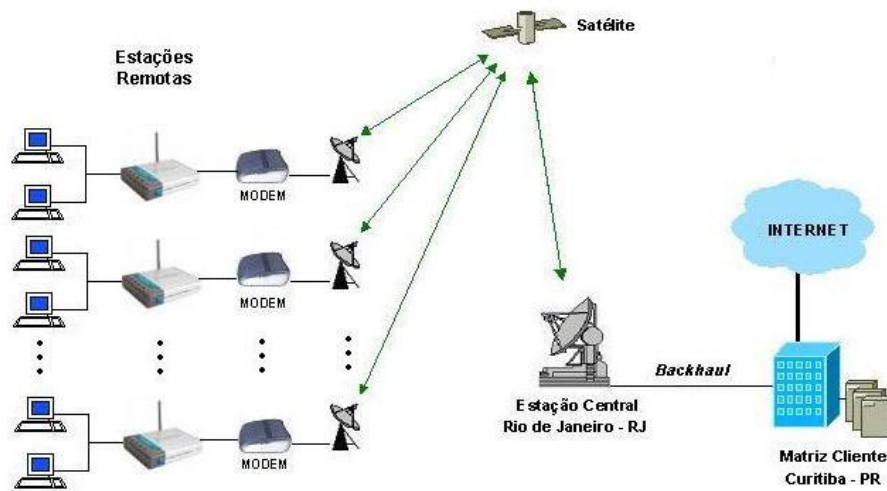 Satélite
Estações
Remotas
MODEM
INTERNET
MODEM
Backhaul
Estação Central
Rio de Janeiro - RJ
MODEM
Matriz Cliente
Curitiba - PR